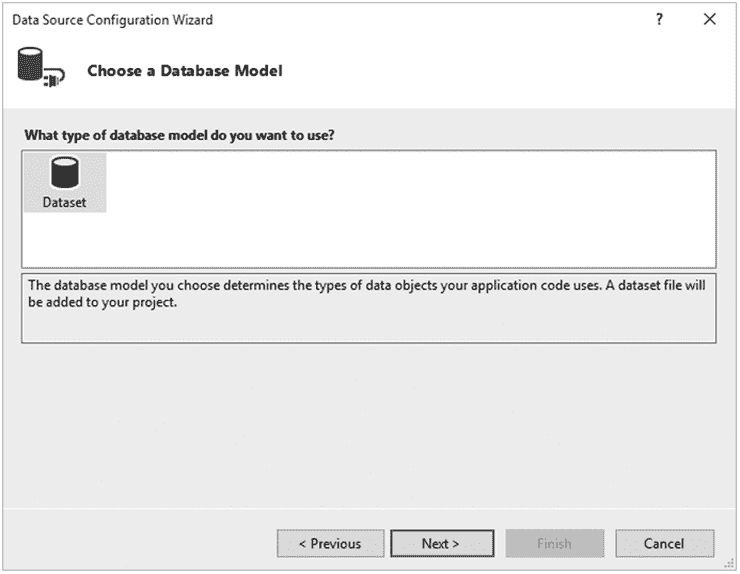 Data Source Configuration Wizard
?
Choose a Database Model
What type of database model do you want to use?
Dataset
The database model you choose determines the types of data objects your application code uses. A dataset file will
be added to your project.
< Previous
Next >
Finish
Cancel